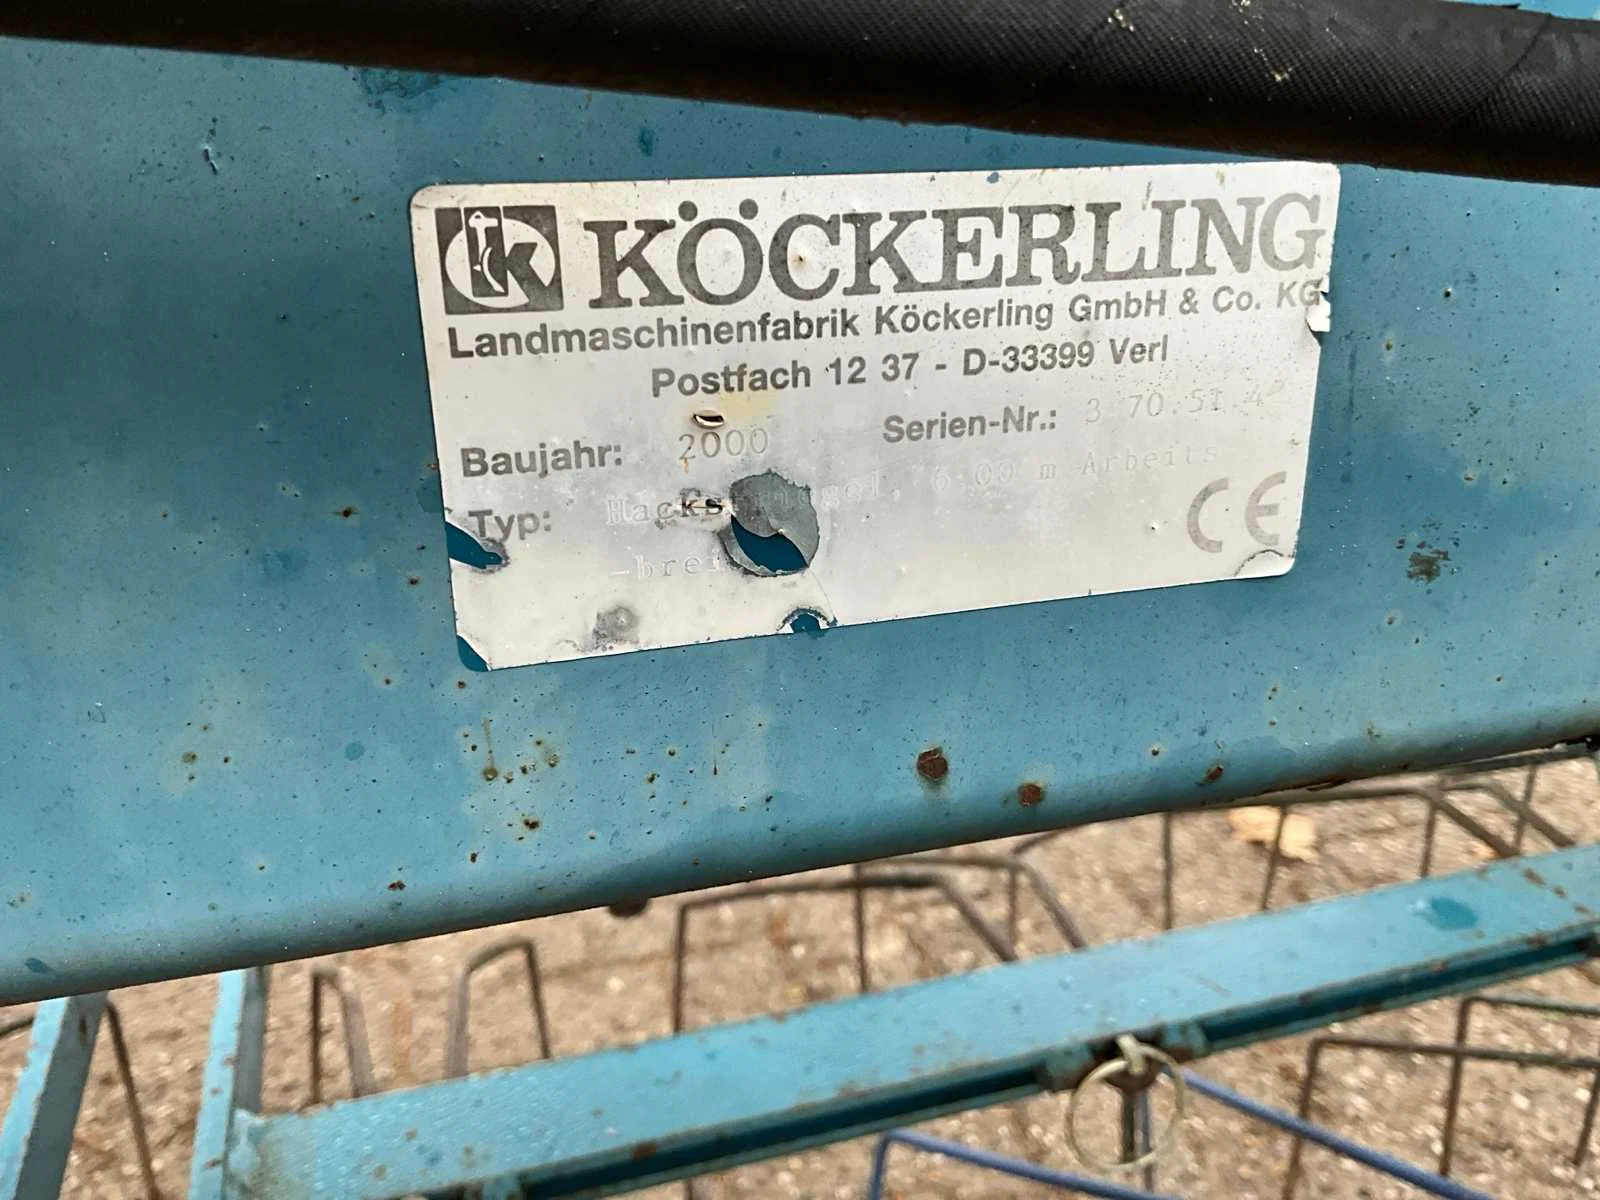 KÖCKERLING
Landmaschinenfabrik Köckerling GmbH & Co. KG
Postfach 12 37 - D-33399 Verl
Baujahr: 2000 Serien-Nr.:
Typ: 6.00 m Arbeits
CE